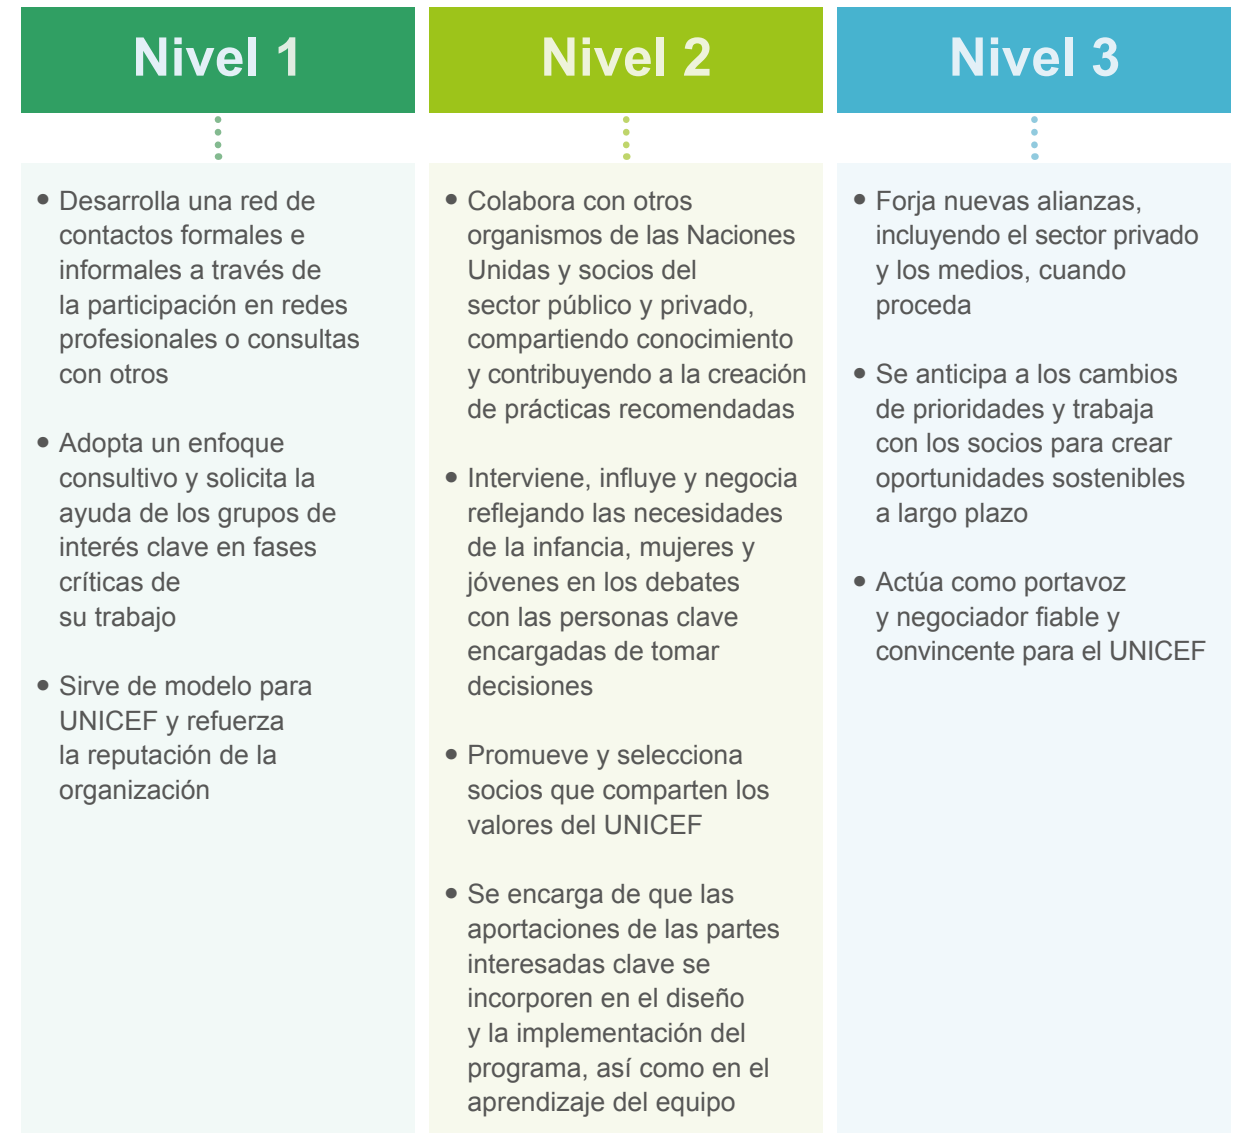 Nivel 1
• Desarrolla una red de
contactos formales e
informales a través de
la participación en redes
profesionales o consultas
con otros
• Adopta un enfoque
consultivo y solicita la
ayuda de los grupos de
interés clave en fases
críticas de
su trabajo
• Sirve de modelo para
UNICEF y refuerza
la reputación de la
organización
Nivel 2
• Colabora con otros
organismos de las Naciones
Unidas y socios del
sector público y privado,
compartiendo conocimiento
y contribuyendo a la creación
de prácticas recomendadas
• Interviene, influye y negocia
reflejando las necesidades
de la infancia, mujeres y
jóvenes en los debates
con las personas clave
encargadas de tomar
decisiones
• Promueve y selecciona
socios que comparten los
valores del UNICEF
• Se encarga de que las
aportaciones de las partes
interesadas clave se
incorporen en el diseño
y la implementación del
programa, así como en el
aprendizaje del equipo
Nivel 3
• Forja nuevas alianzas,
incluyendo el sector privado
y los medios, cuando
proceda
• Se anticipa a los cambios
de prioridades y trabaja
con los socios para crear
oportunidades sostenibles
a largo plazo
• Actúa como portavoz
y negociador fiable y
convincente para el UNICEF